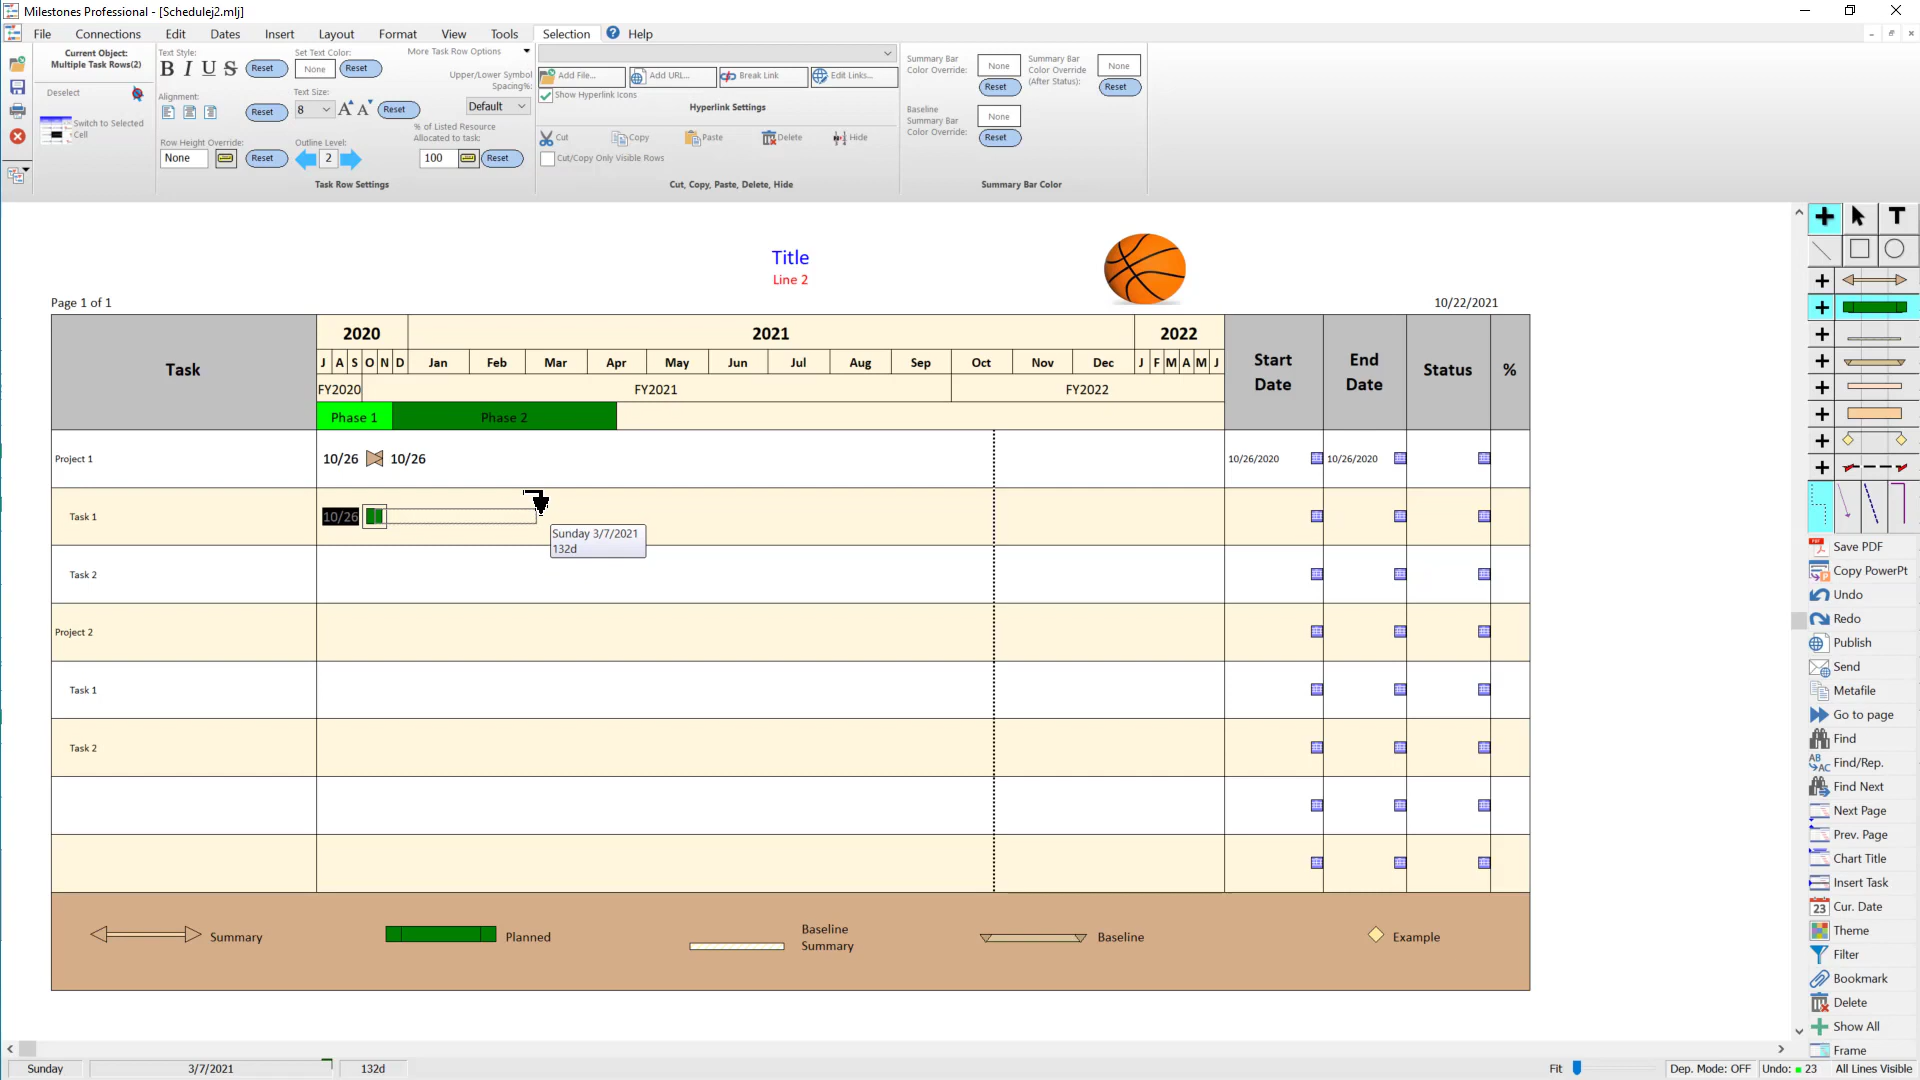 Milestones Professional - [Schedulej2.mlj]
File Connections Edit Dates Insert Layout Format View Tools Selection ? Help
Current Object:
Multiple Task Rows(2)
Deselect
Switch to Selected
Cell
Text Style:
B I U S Reset
Set Text Color:
None Reset
More Task Row Options
Upper/Lower Symbol
Spacing%:
Default
Alignment:
Reset
Text Size:
8 A A Reset
% of Listed Resource
Allocated to task:
100 Reset
Row Height Override:
None Reset
Outline Level:
2
Task Row Settings
Add File... Add URL... Break Link Edit Links...
Show Hyperlink Icons
Hyperlink Settings
Cut Copy Paste Delete Hide
Cut/Copy Only Visible Rows
Cut, Copy, Paste, Delete, Hide
Summary Bar
Color Override:
None
Reset
Summary Bar
Color Override
(After Status):
None
Reset
Baseline
Summary Bar
Color Override:
None
Reset
Summary Bar Color
Title
Line 2
Page 1 of 1
10/22/2021
Task
2020 2021 2022
J A S O N D Jan Feb Mar Apr May Jun Jul Aug Sep Oct Nov Dec J F M A M J
FY2020 FY2021 FY2022
Phase 1 Phase 2
Start
Date
End
Date
Status
%
Project 1 10/26 10/26 10/26/2020 10/26/2020
Task 1 10/26
Sunday 3/7/2021
132d
Task 2
Project 2
Task 1
Task 2
Summary
Planned
Baseline
Summary
Baseline
Example
T
Save PDF
Copy PowerPt
Undo
Redo
Publish
Send
Metafile
Go to page
Find
AB
AC
Find/Rep.
Find Next
Next Page
Prev. Page
Chart Title
Insert Task
23 Cur. Date
Theme
Filter
Bookmark
Delete
Show All
Frame
Sunday 3/7/2021 132d Fit Dep. Mode: OFF Undo: 23 All Lines Visible